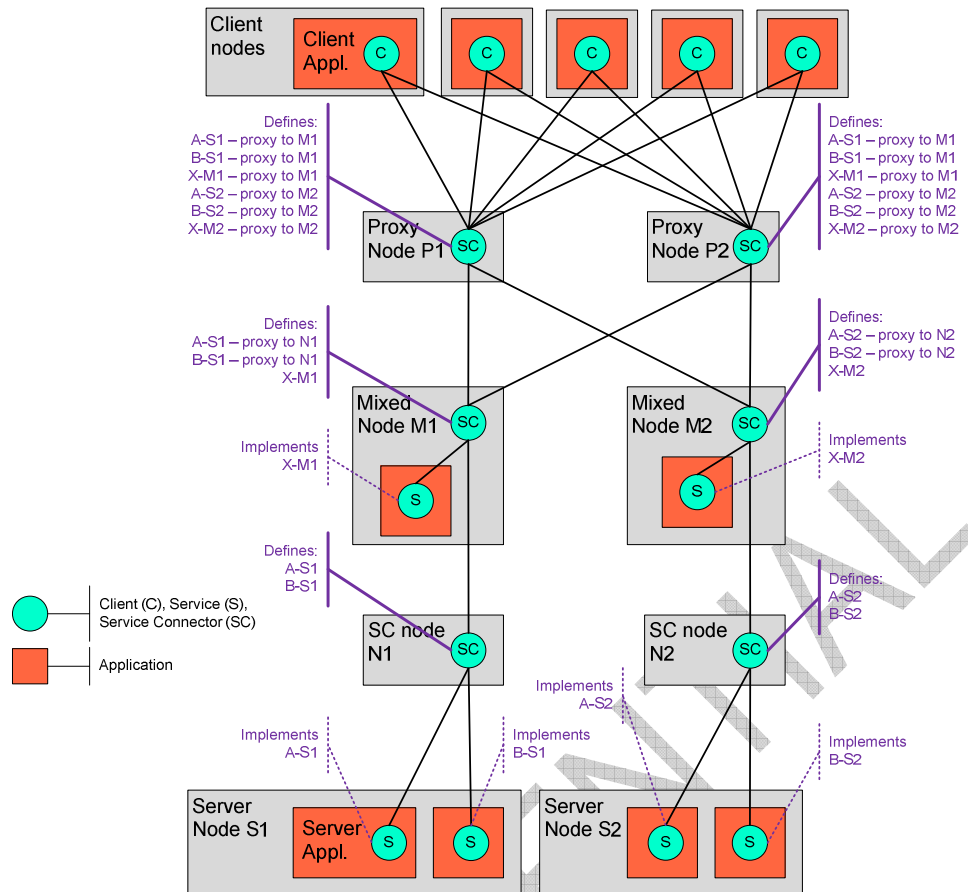 Client
nodes
Client
Appl.
C
C
C
C
C
Defines:
A-S1 – proxy to M1
B-S1 – proxy to M1
X-M1 – proxy to M1
A-S2 – proxy to M2
B-S2 – proxy to M2
X-M2 – proxy to M2
Defines:
A-S1 – proxy to M1
B-S1 – proxy to M1
X-M1 – proxy to M1
A-S2 – proxy to M2
B-S2 – proxy to M2
X-M2 – proxy to M2
Proxy
Node P1
SC
Proxy
Node P2
SC
Defines:
A-S1 – proxy to N1
B-S1 – proxy to N1
X-M1
Defines:
A-S2 – proxy to N2
B-S2 – proxy to N2
X-M2
Mixed
Node M1
SC
Mixed
Node M2
SC
Implements
X-M1
S
Implements
X-M2
S
Defines:
A-S1
B-S1
Defines:
A-S2
B-S2
Client (C), Service (S),
Service Connector (SC)
Application
SC node
N1
SC
SC node
N2
SC
Implements
A-S1
Implements
B-S1
Implements
A-S2
Implements
B-S2
Server
Node S1
Server
Appl.
S
S
Server
Node S2
S
S
ENTIAL